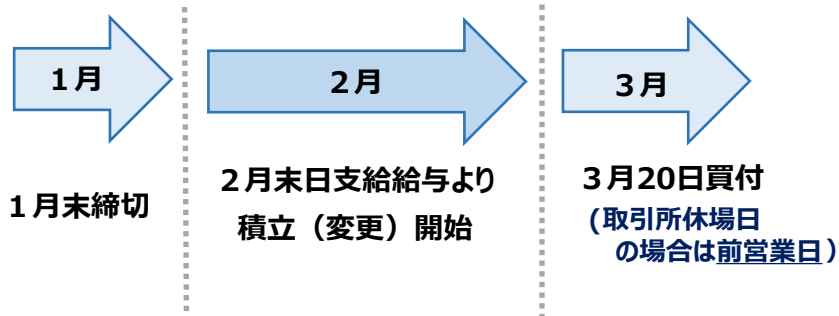 １月
２月
３月
１月末締切
２月末日支給給与より
積立（変更）開始
３月20日買付
(取引所休場日
の場合は前営業日）